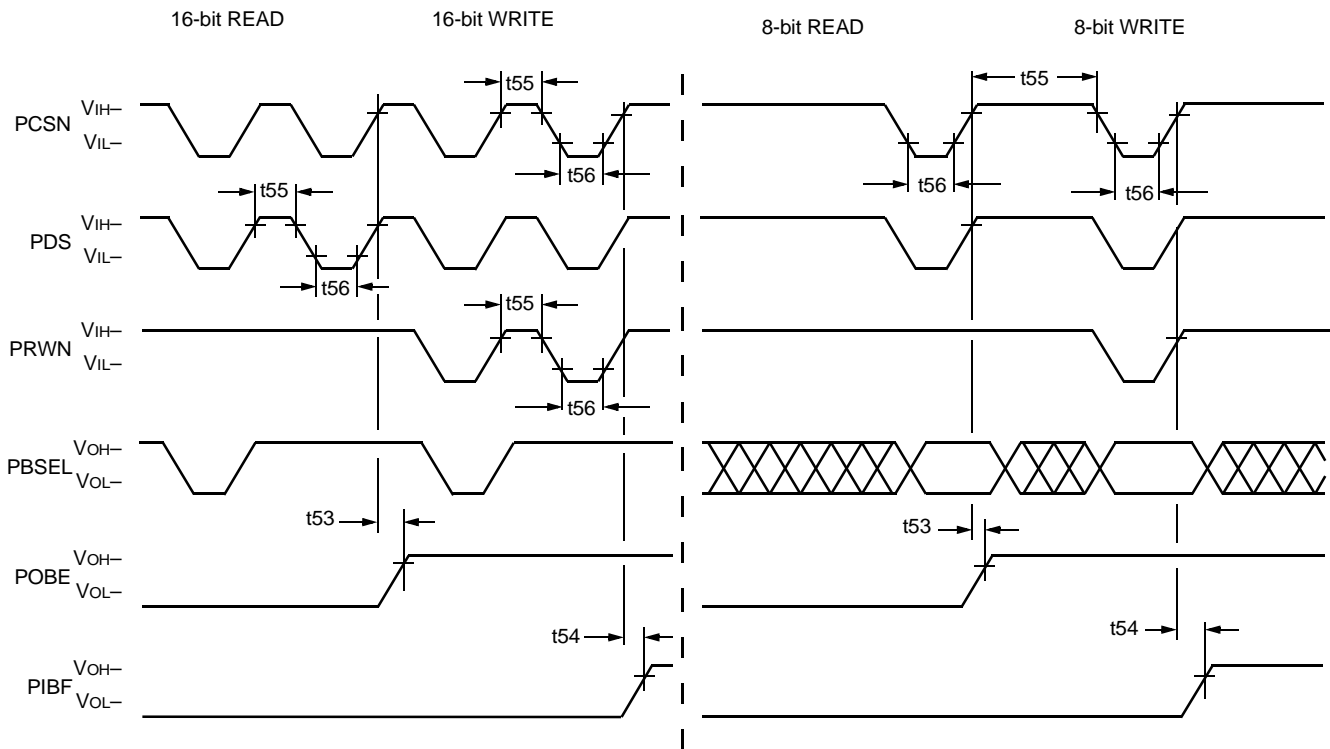 16-bit READ
16-bit WRITE
8-bit READ
8-bit WRITE
t55
t55
PCSN
VIH–
VIL–
t56
t56
t56
t55
PDS
VIH–
VIL–
t56
t55
PRWN
VIH–
VIL–
t56
PBSEL
VOH–
VOL–
t53
t53
POBE
VOH–
VOL–
t54
t54
PIBF
VOH–
VOL–